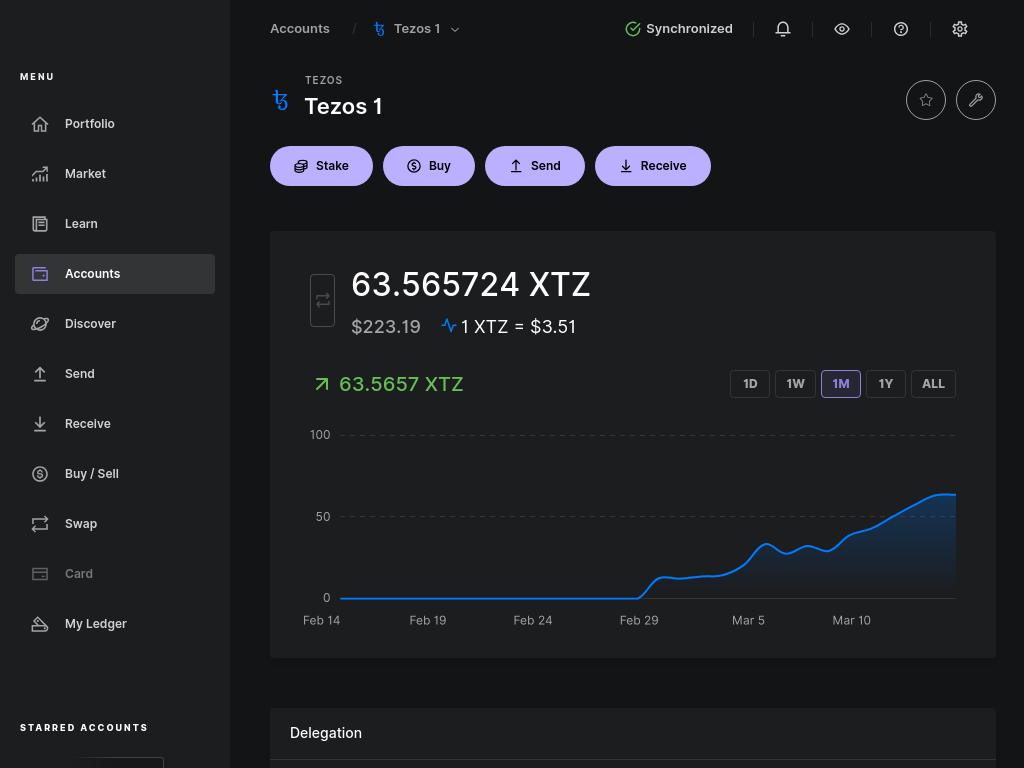 Accounts / Tezos 1
Synchronized
MENU
Portfolio
Market
Learn
Accounts
Discover
Send
Receive
Buy / Sell
Swap
Card
My Ledger
STARRED ACCOUNTS
TEZOS
Tezos 1
Stake
Buy
Send
Receive
63.565724 XTZ
$223.19
1 XTZ = $3.51
63.5657 XTZ
1D
1W
1M
1Y
ALL
100
50
0
Feb 14
Feb 19
Feb 24
Feb 29
Mar 5
Mar 10
Delegation